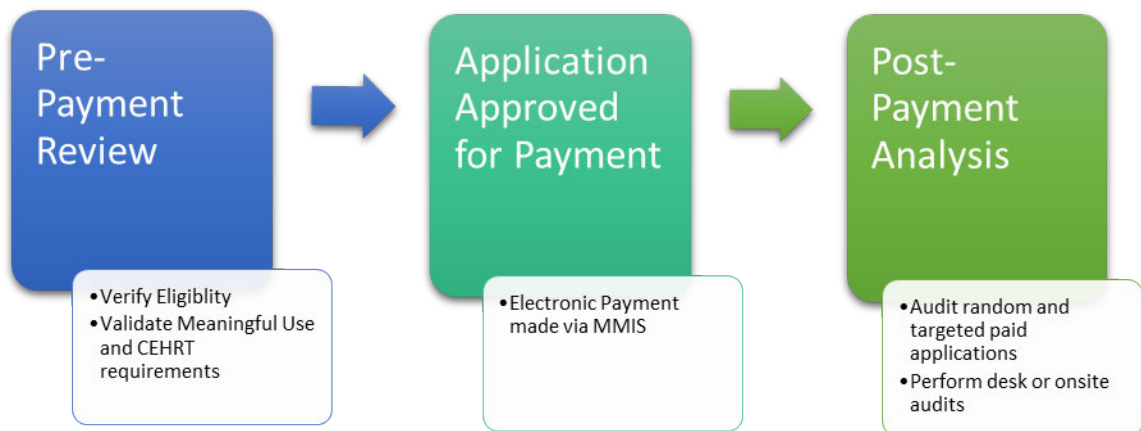 Pre-
Payment
Review
•Verify Eligiblity
•Validate Meaningful Use
and CEHRT
requirements
Application
Approved
for Payment
•Electronic Payment
made via MMIS
Post-
Payment
Analysis
•Audit random and
targeted paid
applications
•Perform desk or onsite
audits